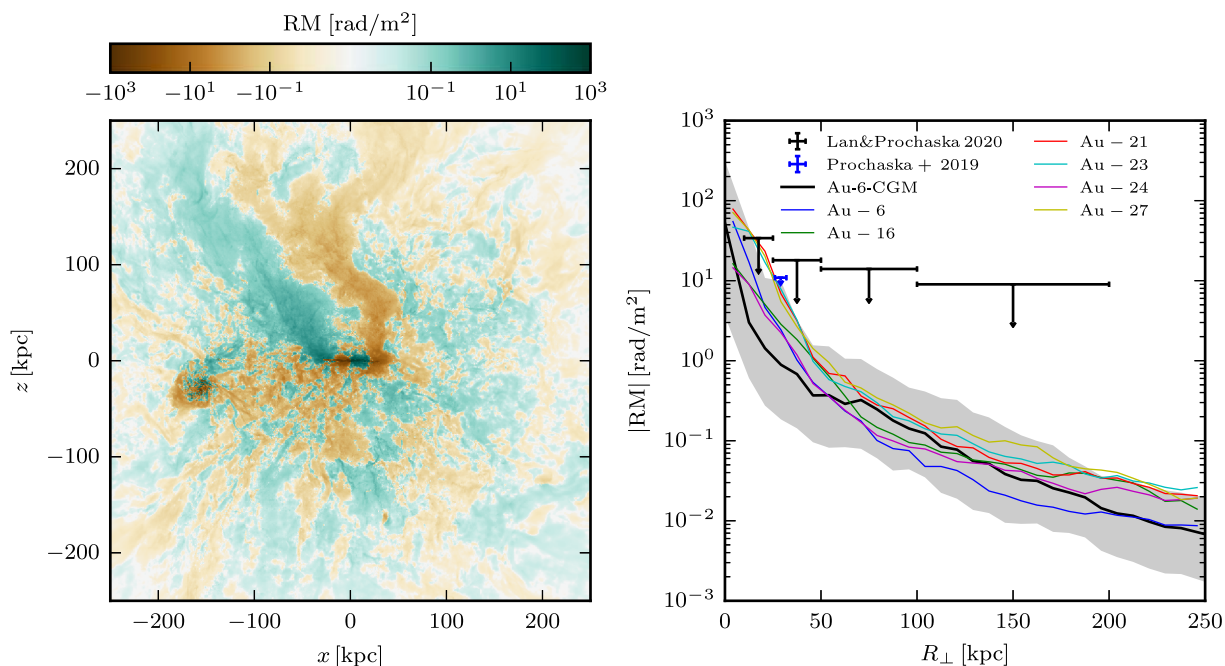 RM [rad/m²]
−10³ −10¹ −10⁻¹ 10⁻¹ 10¹ 10³
200
100
0
−100
−200
z [kpc]
−200 −100 0 100 200
x [kpc]
10³
10²
10¹
10⁰
10⁻¹
10⁻²
10⁻³
|RM| [rad/m²]
Lan&Prochaska 2020
Prochaska + 2019
Au-6-CGM
Au − 6
Au − 16
Au − 21
Au − 23
Au − 24
Au − 27
0 50 100 150 200 250
R⊥ [kpc]